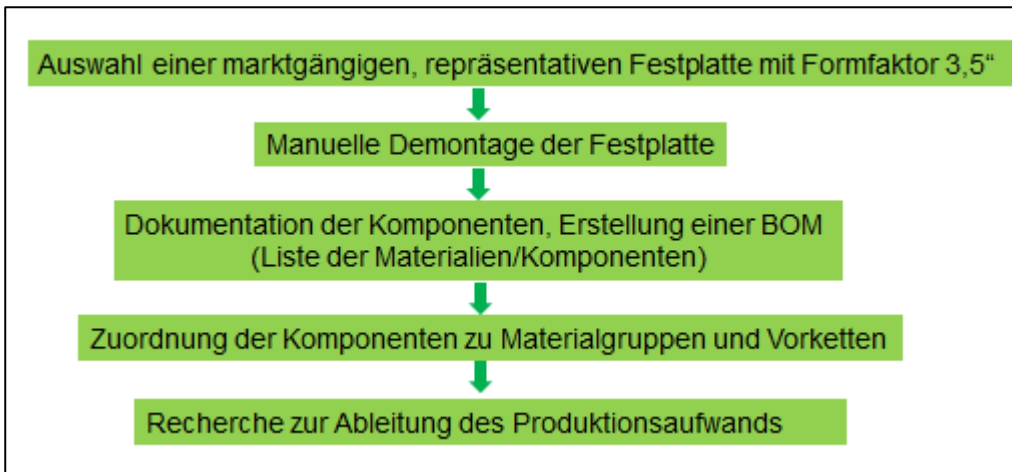 Auswahl einer marktgängigen, repräsentativen Festplatte mit Formfaktor 3,5“
Manuelle Demontage der Festplatte
Dokumentation der Komponenten, Erstellung einer BOM
(Liste der Materialien/Komponenten)
Zuordnung der Komponenten zu Materialgruppen und Vorketten
Recherche zur Ableitung des Produktionsaufwands